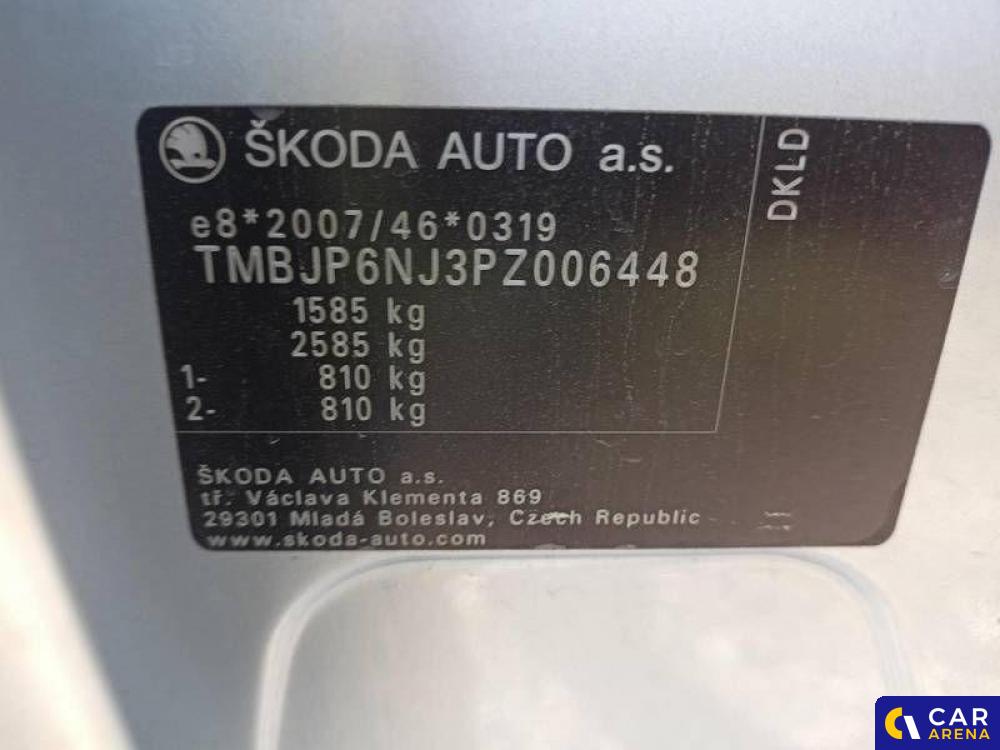 ŠKODA AUTO a.s.
DKLD
e8*2007/46*0319
TMBJP6NJ3PZ006448
1585 kg
2585 kg
1- 810 kg
2- 810 kg
ŠKODA AUTO a.s.
tř. Václava Klementa 869
29301 Mladá Boleslav, Czech Republic
www.skoda-auto.com
CAR
ARENA